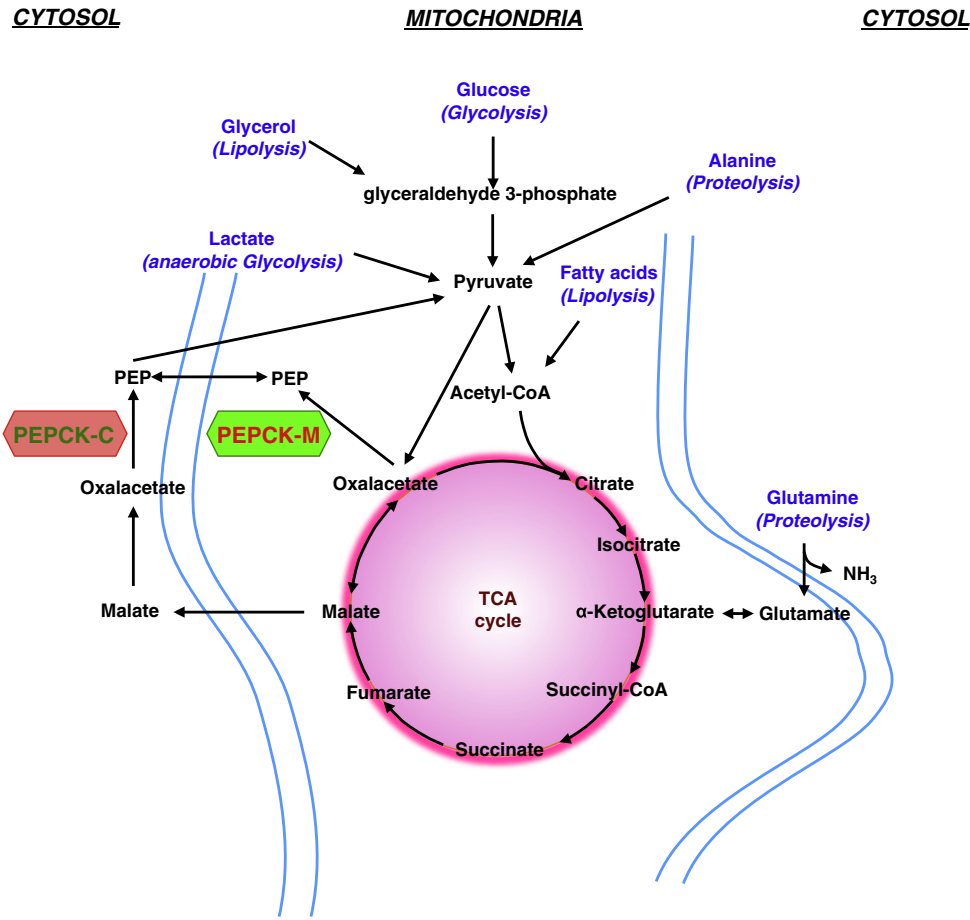 CYTOSOL
MITOCHONDRIA
CYTOSOL
Glucose
(Glycolysis)
Glycerol
(Lipolysis)
Alanine
(Proteolysis)
glyceraldehyde 3-phosphate
Lactate
(anaerobic Glycolysis)
Pyruvate
Fatty acids
(Lipolysis)
PEP
PEP
Acetyl-CoA
PEPCK-C
PEPCK-M
Oxalacetate
Oxalacetate
Citrate
Glutamine
(Proteolysis)
Isocitrate
NH₃
Malate
Malate
TCA
cycle
α-Ketoglutarate
Glutamate
Fumarate
Succinyl-CoA
Succinate